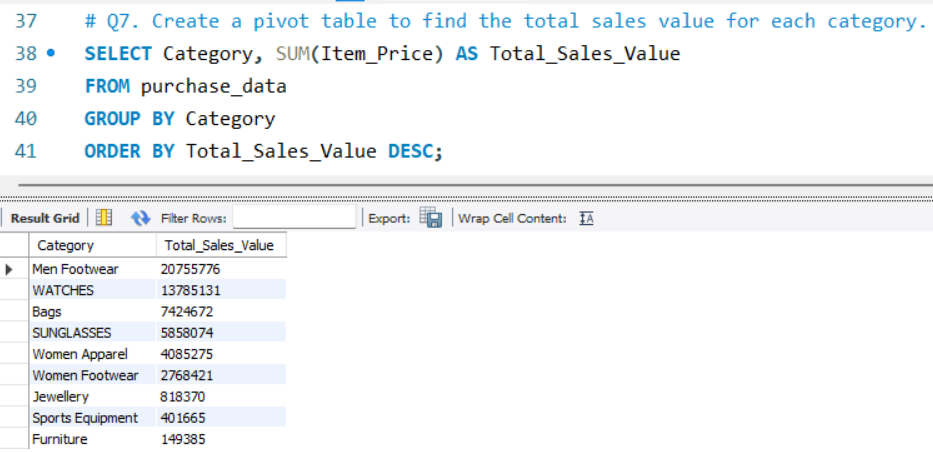 37 # Q7. Create a pivot table to find the total sales value for each category.
38 SELECT Category, SUM(Item_Price) AS Total_Sales_Value
39 FROM purchase_data
40 GROUP BY Category
41 ORDER BY Total_Sales_Value DESC;
Result Grid Filter Rows: Export: Wrap Cell Content: IA
Category Total_Sales_Value
Men Footwear 20755776
WATCHES 13785131
Bags 7424672
SUNGLASSES 5858074
Women Apparel 4085275
Women Footwear 2768421
Jewellery 818370
Sports Equipment 401665
Furniture 149385